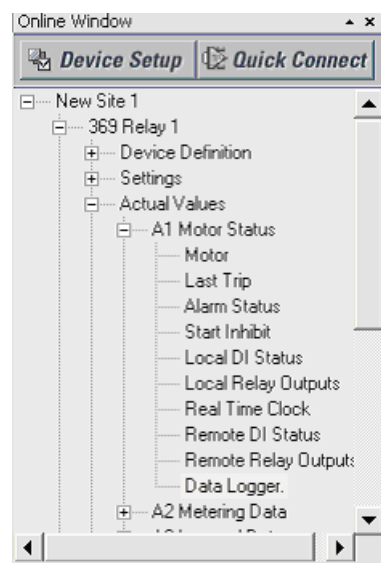 Online Window
Device Setup
Quick Connect
New Site 1
369 Relay 1
Device Definition
Settings
Actual Values
A1 Motor Status
Motor
Last Trip
Alarm Status
Start Inhibit
Local DI Status
Local Relay Outputs
Real Time Clock
Remote DI Status
Remote Relay Outputs
Data Logger.
A2 Metering Data